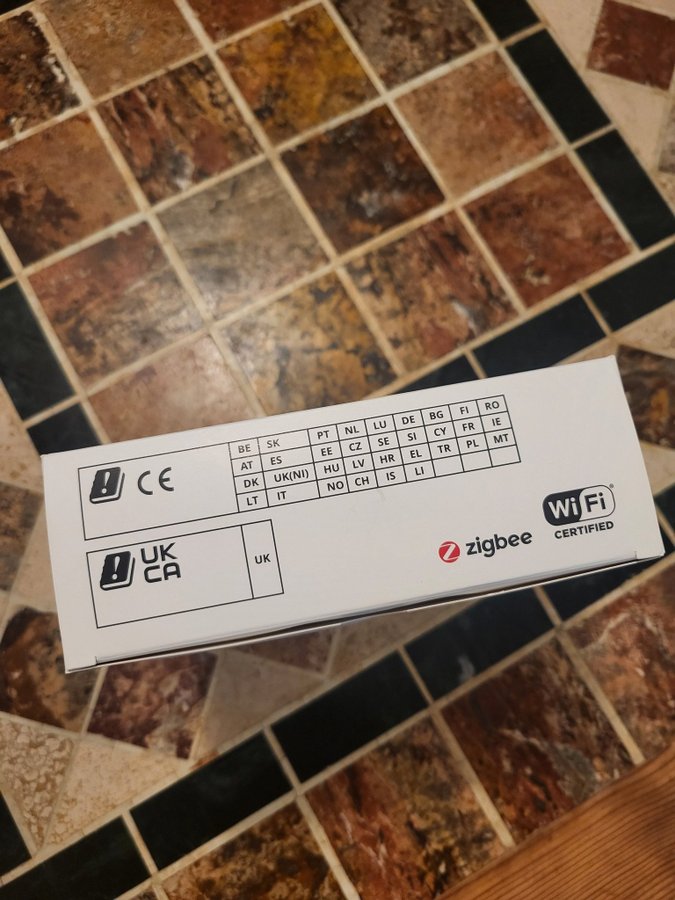 CE
BE SK PT NL LU DE BG FI RO
AT ES EE CZ SE SI CY FR IE
DK UK(NI) HU LV HR EL TR PL MT
LT IT NO CH IS LI
UK
CA
UK
zigbee
Wi Fi
CERTIFIED